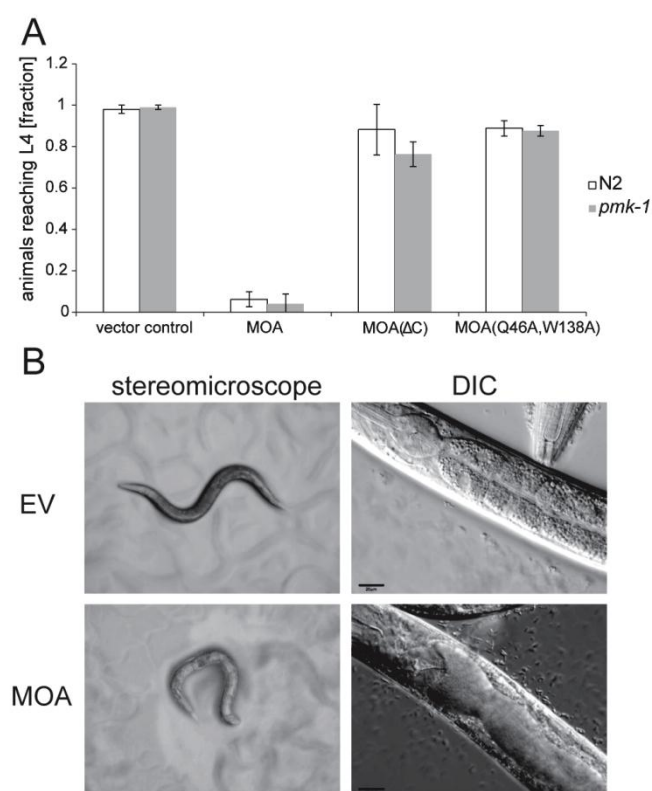 A
animals reaching L4 [fraction]
1.2
1
0.8
0.6
0.4
0.2
0
vector control
MOA
MOA(ΔC)
MOA(Q46A,W138A)
N2
pmk-1
B
stereomicroscope
DIC
EV
MOA